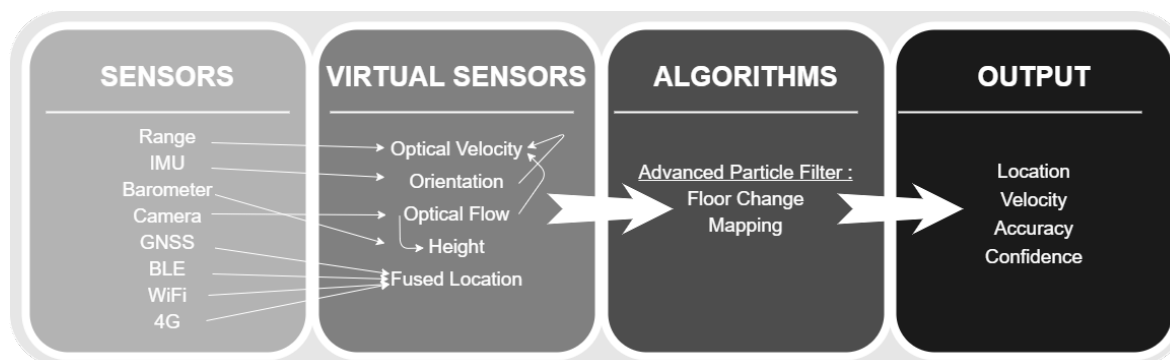 SENSORS
Range
IMU
Barometer
Camera
GNSS
BLE
WiFi
4G
VIRTUAL SENSORS
Optical Velocity
Orientation
Optical Flow
Height
Fused Location
ALGORITHMS
Advanced Particle Filter :
Floor Change
Mapping
OUTPUT
Location
Velocity
Accuracy
Confidence